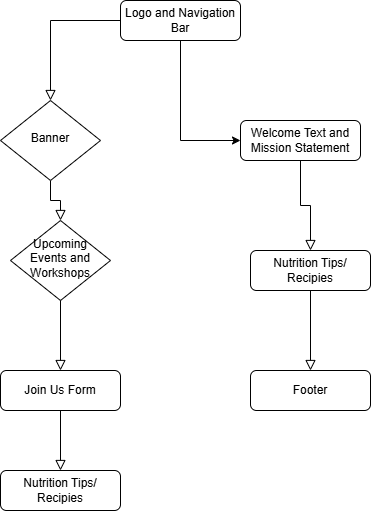 Logo and Navigation
Bar
Banner
Welcome Text and
Mission Statement
Upcoming
Events and
Workshops
Nutrition Tips/
Recipies
Join Us Form
Footer
Nutrition Tips/
Recipies